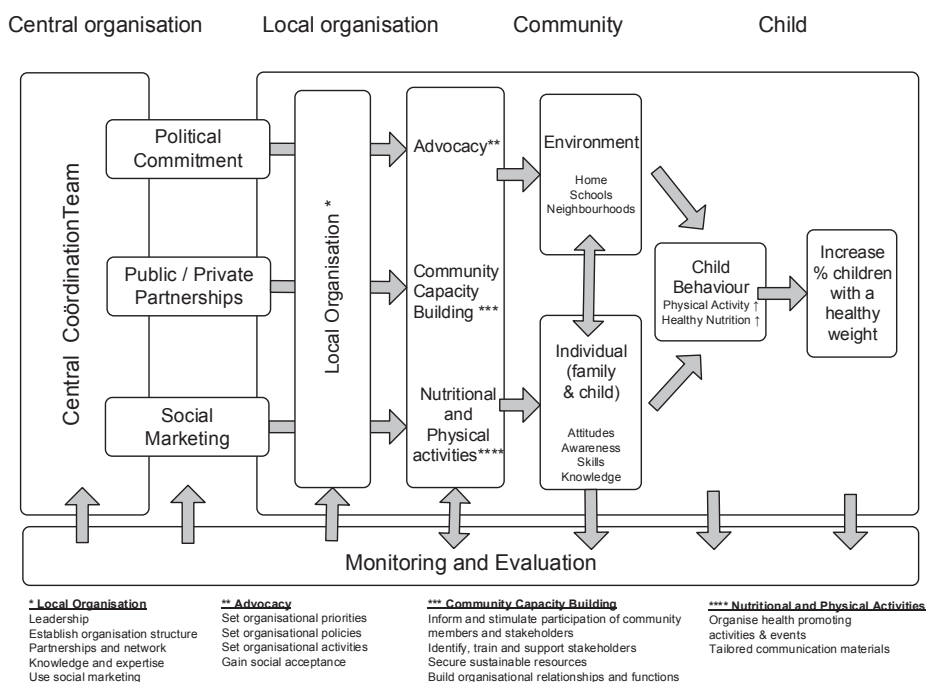 Central organisation
Local organisation
Community
Child
Central CoördinationTeam
Political
Commitment
Public / Private
Partnerships
Social
Marketing
Local Organisation *
Advocacy**
Community
Capacity
Building ***
Nutritional
and
Physical
activities****
Environment
Home
Schools
Neighbourhoods
Individual
(family
& child)
Attitudes
Awareness
Skills
Knowledge
Child
Behaviour
Physical Activity ↑
Healthy Nutrition ↑
Increase
% children
with a
healthy
weight
Monitoring and Evaluation
* Local Organisation
Leadership
Establish organisation structure
Partnerships and network
Knowledge and expertise
Use social marketing
** Advocacy
Set organisational priorities
Set organisational policies
Set organisational activities
Gain social acceptance
*** Community Capacity Building
Inform and stimulate participation of community
members and stakeholders
Identify, train and support stakeholders
Secure sustainable resources
Build organisational relationships and functions
**** Nutritional and Physical Activities
Organise health promoting
activities & events
Tailored communication materials